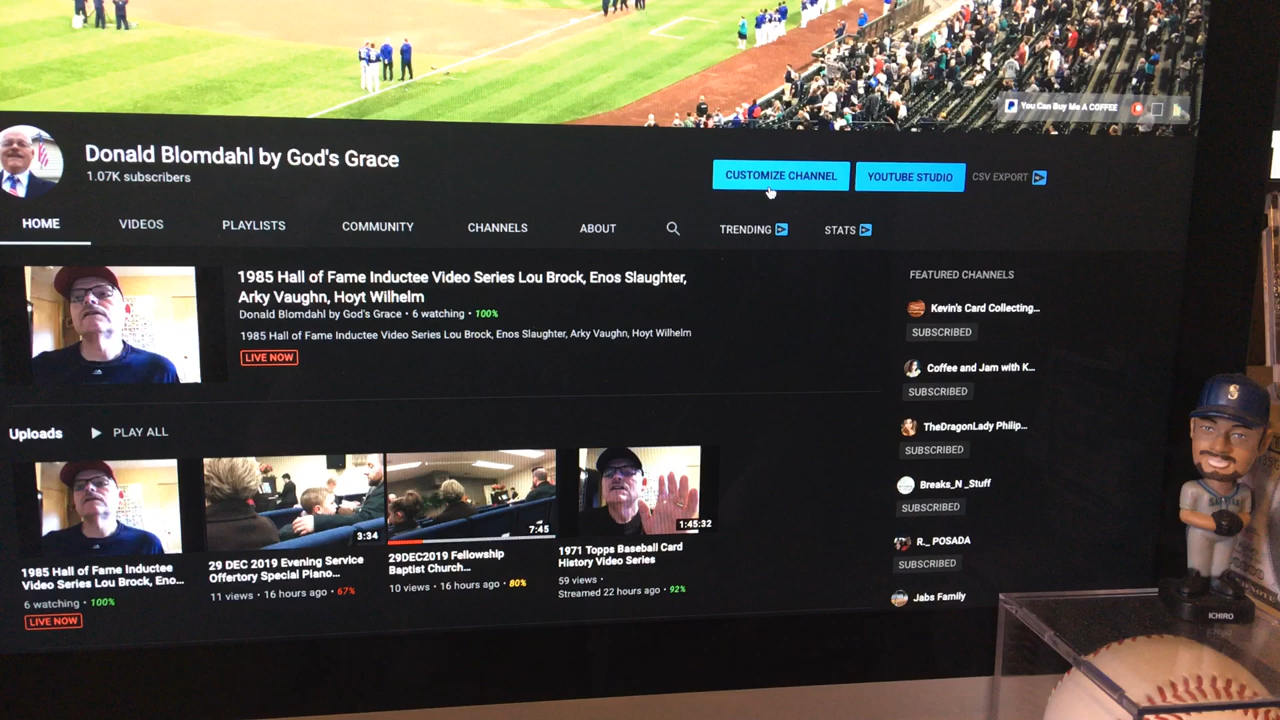 You Can Buy Me A COFFEE
Donald Blomdahl by God's Grace
1.07K subscribers
CUSTOMIZE CHANNEL
YOUTUBE STUDIO
CSV EXPORT
HOME
VIDEOS
PLAYLISTS
COMMUNITY
CHANNELS
ABOUT
TRENDING
STATS
1985 Hall of Fame Inductee Video Series Lou Brock, Enos Slaughter,
Arky Vaughn, Hoyt Wilhelm
Donald Blomdahl by God's Grace • 6 watching • 100%
1985 Hall of Fame Inductee Video Series Lou Brock, Enos Slaughter, Arky Vaughn, Hoyt Wilhelm
LIVE NOW
FEATURED CHANNELS
Kevin's Card Collecting...
SUBSCRIBED
Coffee and Jam with K...
SUBSCRIBED
TheDragonLady Philip...
SUBSCRIBED
Breaks_N _Stuff
SUBSCRIBED
R._ POSADA
SUBSCRIBED
Jabs Family
Uploads
PLAY ALL
1985 Hall of Fame Inductee
Video Series Lou Brock, Eno...
6 watching • 100%
LIVE NOW
3:34
29 DEC 2019 Evening Service
Offertory Special Piano...
11 views • 16 hours ago • 67%
7:45
29DEC2019 Fellowship
Baptist Church...
10 views • 16 hours ago • 80%
1:45:32
1971 Topps Baseball Card
History Video Series
59 views •
Streamed 22 hours ago • 92%
S
ICHIRO